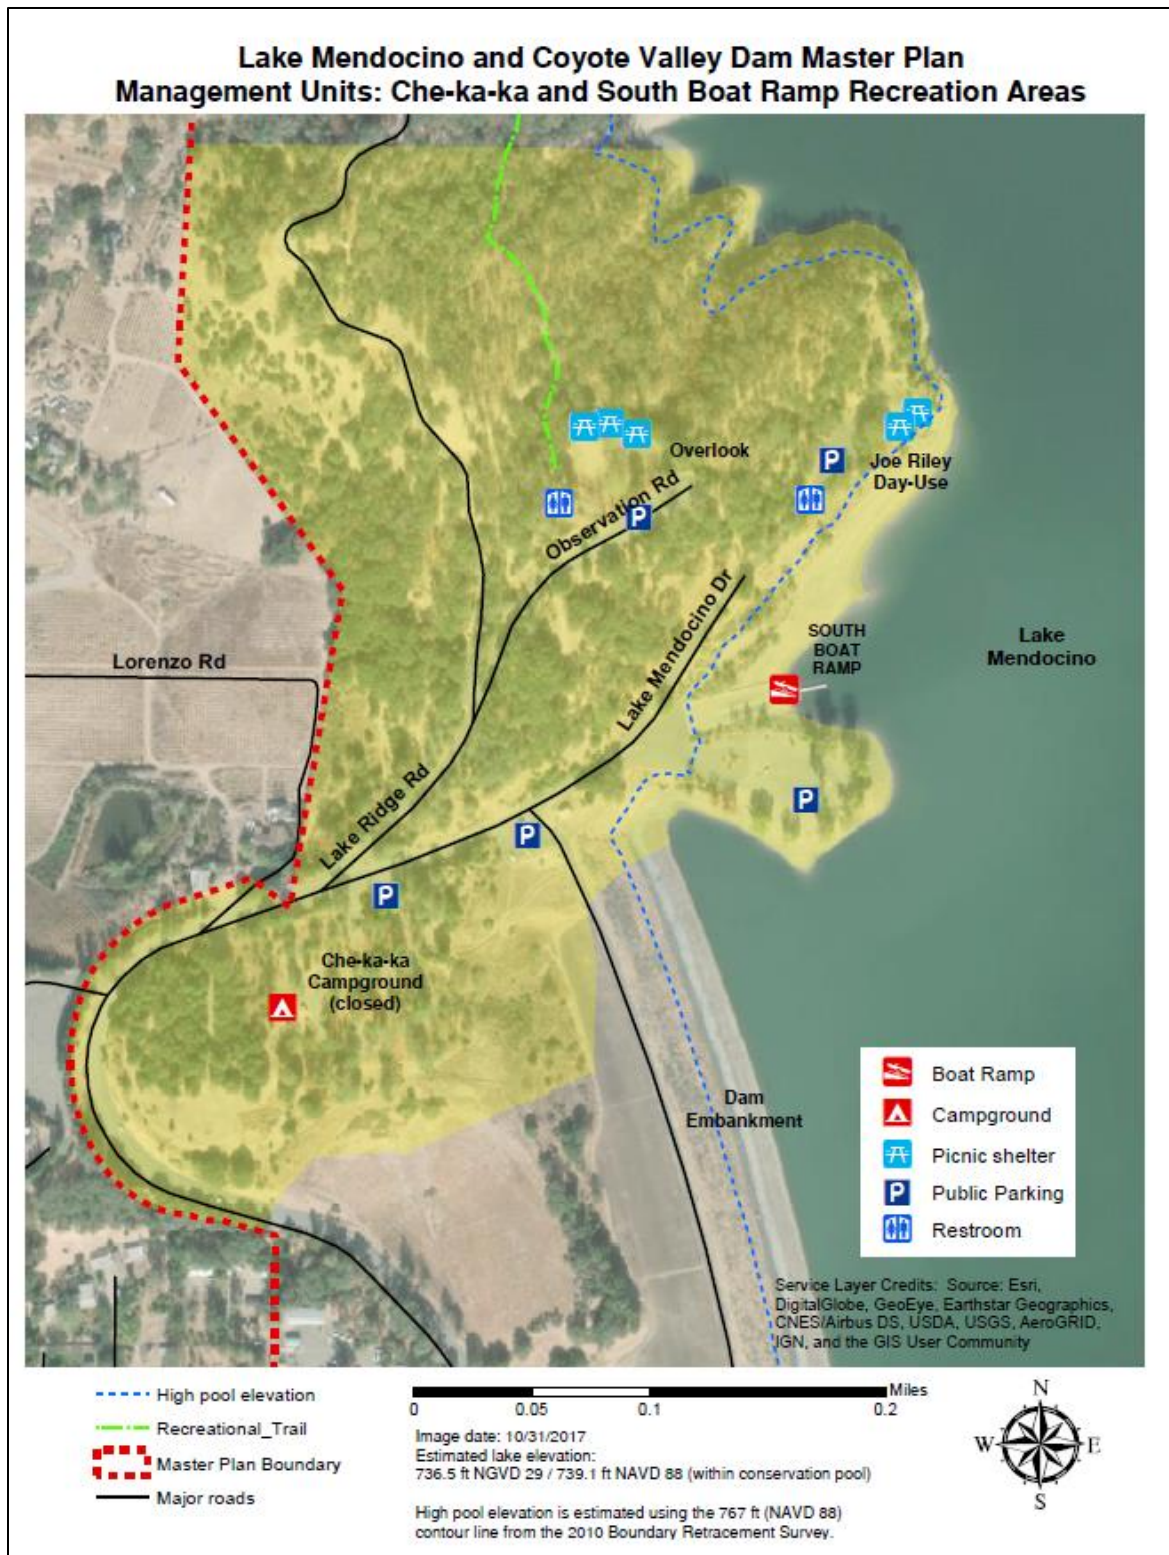 Lake Mendocino and Coyote Valley Dam Master Plan
Management Units: Che-ka-ka and South Boat Ramp Recreation Areas
Overlook
Joe Riley
Day-Use
P
Observation Rd
P
Lake Mendocino Dr
SOUTH
BOAT
RAMP
Lake
Mendocino
Lorenzo Rd
Lake Ridge Rd
P
P
P
Che-ka-ka
Campground
(closed)
Dam
Embankment
Boat Ramp
Campground
Picnic shelter
P Public Parking
Restroom
Service Layer Credits: Source: Esri,
DigitalGlobe, GeoEye, Earthstar Geographics,
CNES/Airbus DS, USDA, USGS, AeroGRID,
IGN, and the GIS User Community
High pool elevation
Recreational_Trail
Master Plan Boundary
Major roads
Miles
0 0.05 0.1 0.2
Image date: 10/31/2017
Estimated lake elevation:
736.5 ft NGVD 29 / 739.1 ft NAVD 88 (within conservation pool)
High pool elevation is estimated using the 767 ft (NAVD 88)
contour line from the 2010 Boundary Retracement Survey.
N
W E
S